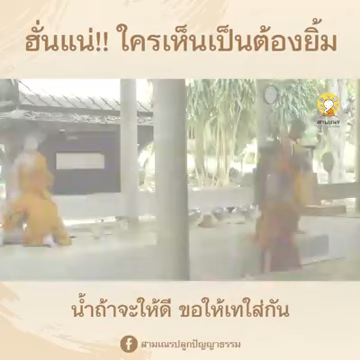 ฮั่นแน่!! ใครเห็นเป็นต้องยิ้ม
น้ำถ้าจะให้ดี ขอให้เทใส่กัน
สามเณรปลูกปัญญาธรรม